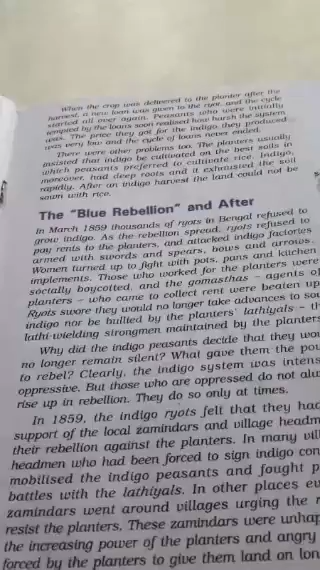 When the crop was delivered to the planter after the
harvest, a new loan was given to the ryot, and the cycle
started all over again. Peasants who were initially
tempted by the loans soon realised how harsh the system
was. The price they got for the indigo they produced
was very low and the cycle of loans never ended.
There were other problems too. The planters usually
insisted that indigo be cultivated on the best soils in
which peasants preferred to cultivate rice. Indigo,
moreover, had deep roots and it exhausted the soil
rapidly. After an indigo harvest the land could not be
sown with rice.
The "Blue Rebellion" and After
In March 1859 thousands of ryots in Bengal refused to
grow indigo. As the rebellion spread, ryots refused to
pay rents to the planters, and attacked indigo factories
armed with swords and spears, bows and arrows.
Women turned up to fight with pots, pans and kitchen
implements. Those who worked for the planters were
socially boycotted, and the gomasthas – agents of
planters – who came to collect rent were beaten up
Ryots swore they would no longer take advances to so
indigo nor be bullied by the planters' lathiyals – th
lathi-wielding strongmen maintained by the planters
Why did the indigo peasants decide that they wou
no longer remain silent? What gave them the pow
to rebel? Clearly, the indigo system was intens
oppressive. But those who are oppressed do not alw
rise up in rebellion. They do so only at times.
In 1859, the indigo ryots felt that they had
support of the local zamindars and village headm
their rebellion against the planters. In many vill
headmen who had been forced to sign indigo con
mobilised the indigo peasants and fought p
battles with the lathiyals. In other places ev
zamindars went around villages urging the r
resist the planters. These zamindars were unhap
the increasing power of the planters and angry
forced by the planters to give them land on lon